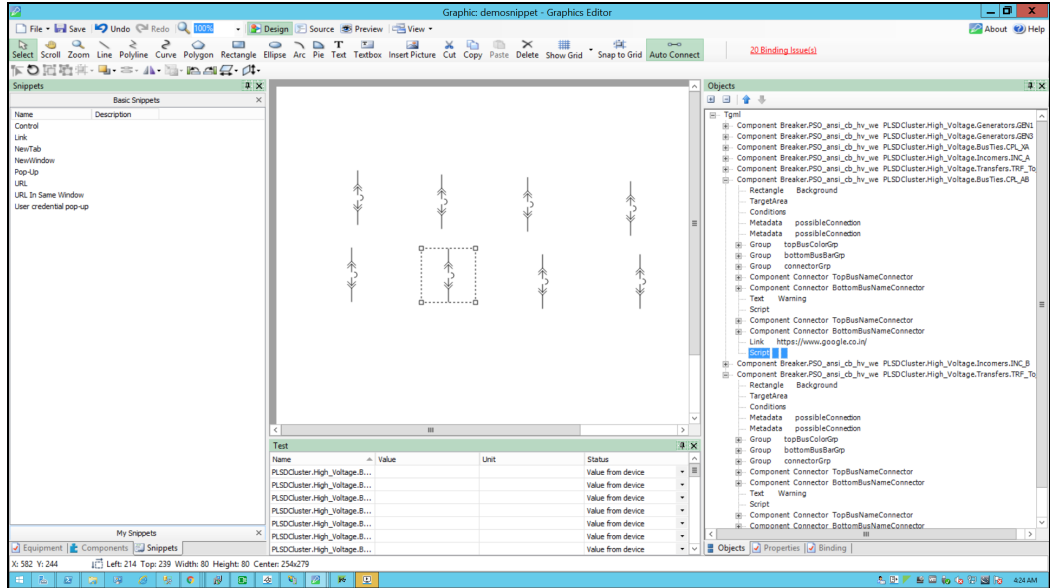 Graphic: demosnippet - Graphics Editor
File Save Undo Redo 100% Design Source Preview View About Help
Select Scroll Zoom Line Polyline Curve Polygon Rectangle Ellipse Arc Pie Text Textbox Insert Picture Cut Copy Paste Delete Show Grid Snap to Grid Auto Connect 20 Binding Issue(s)
Snippets
Basic Snippets
Name Description
Control
Link
NewTab
NewWindow
Pop-Up
URL
URL In Same Window
User credential pop-up
My Snippets
Equipment Components Snippets
Test
Name Value Unit Status
PLSDCluster.High_Voltage.B... Value from device
PLSDCluster.High_Voltage.B... Value from device
PLSDCluster.High_Voltage.B... Value from device
PLSDCluster.High_Voltage.B... Value from device
PLSDCluster.High_Voltage.B... Value from device
PLSDCluster.High_Voltage.B... Value from device
PLSDCluster.High_Voltage.B... Value from device
Objects
Tgml
Component Breaker.PSO_ansi_cb_hv_we PLSDCluster.High_Voltage.Generators.GEN1
Component Breaker.PSO_ansi_cb_hv_we PLSDCluster.High_Voltage.Generators.GEN3
Component Breaker.PSO_ansi_cb_hv_we PLSDCluster.High_Voltage.BusTies.CPL_XA
Component Breaker.PSO_ansi_cb_hv_we PLSDCluster.High_Voltage.Incomers.INC_A
Component Breaker.PSO_ansi_cb_hv_we PLSDCluster.High_Voltage.Transfers.TRF_To
Component Breaker.PSO_ansi_cb_hv_we PLSDCluster.High_Voltage.BusTies.CPL_AB
Rectangle Background
TargetArea
Conditions
Metadata possibleConnection
Metadata possibleConnection
Group topBusColorGrp
Group bottomBusBarGrp
Group connectorGrp
Component Connector TopBusNameConnector
Component Connector BottomBusNameConnector
Text Warning
Script
Component Connector TopBusNameConnector
Component Connector BottomBusNameConnector
Link https://www.google.co.in/
Script
Component Breaker.PSO_ansi_cb_hv_we PLSDCluster.High_Voltage.Incomers.INC_B
Component Breaker.PSO_ansi_cb_hv_we PLSDCluster.High_Voltage.Transfers.TRF_To
Rectangle Background
TargetArea
Conditions
Metadata possibleConnection
Metadata possibleConnection
Group topBusColorGrp
Group bottomBusBarGrp
Group connectorGrp
Component Connector TopBusNameConnector
Component Connector BottomBusNameConnector
Text Warning
Script
Component Connector TopBusNameConnector
Component Connector BottomBusNameConnector
Objects Properties Binding
X: 582 Y: 244 Left: 214 Top: 239 Width: 80 Height: 80 Center: 254x279
4:24 AM